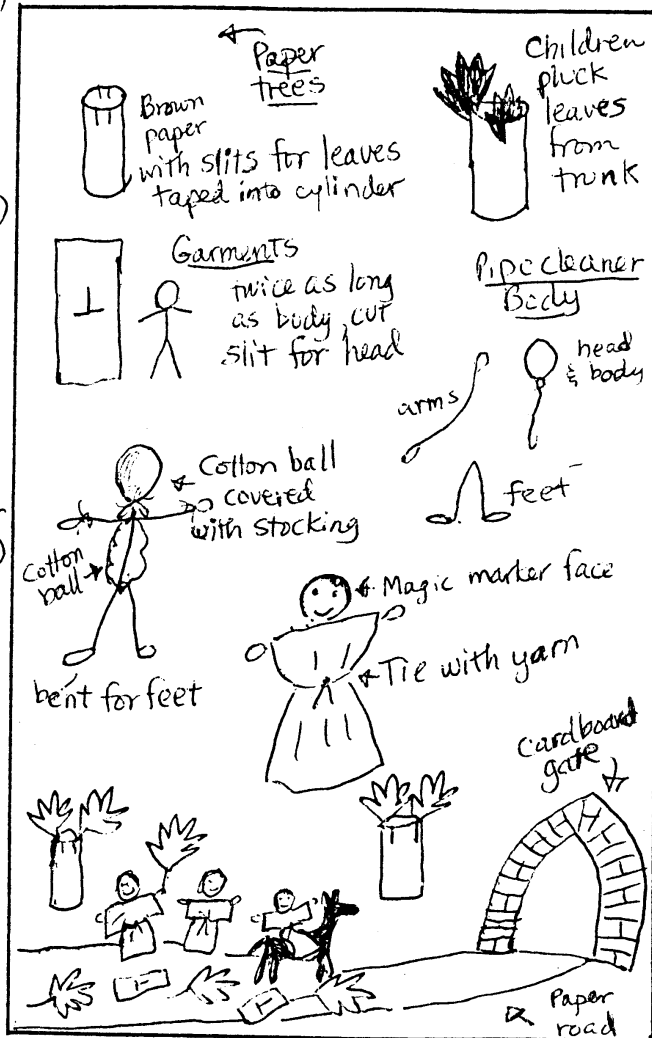 Paper
trees
Brown
paper
with slits for leaves
taped into cylinder
Children
pluck
leaves
from
trunk
Garments
twice as long
as body cut
slit for head
Pipecleaner
Body
arms
head
& body
feet
Cotton ball
covered
with stocking
Cotton
ball
bent for feet
Magic marker face
Tie with yarn
Cardboard
gate
Paper
road